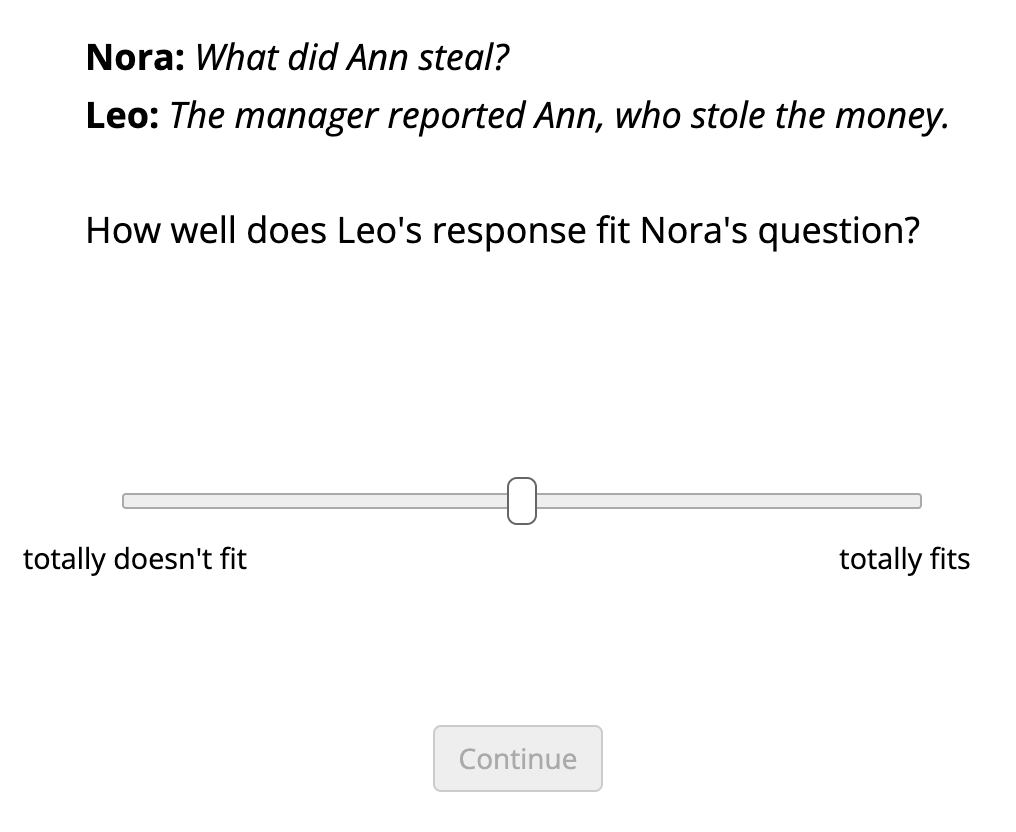 Nora: What did Ann steal?
Leo: The manager reported Ann, who stole the money.
How well does Leo's response fit Nora's question?
totally doesn't fit
totally fits
Continue